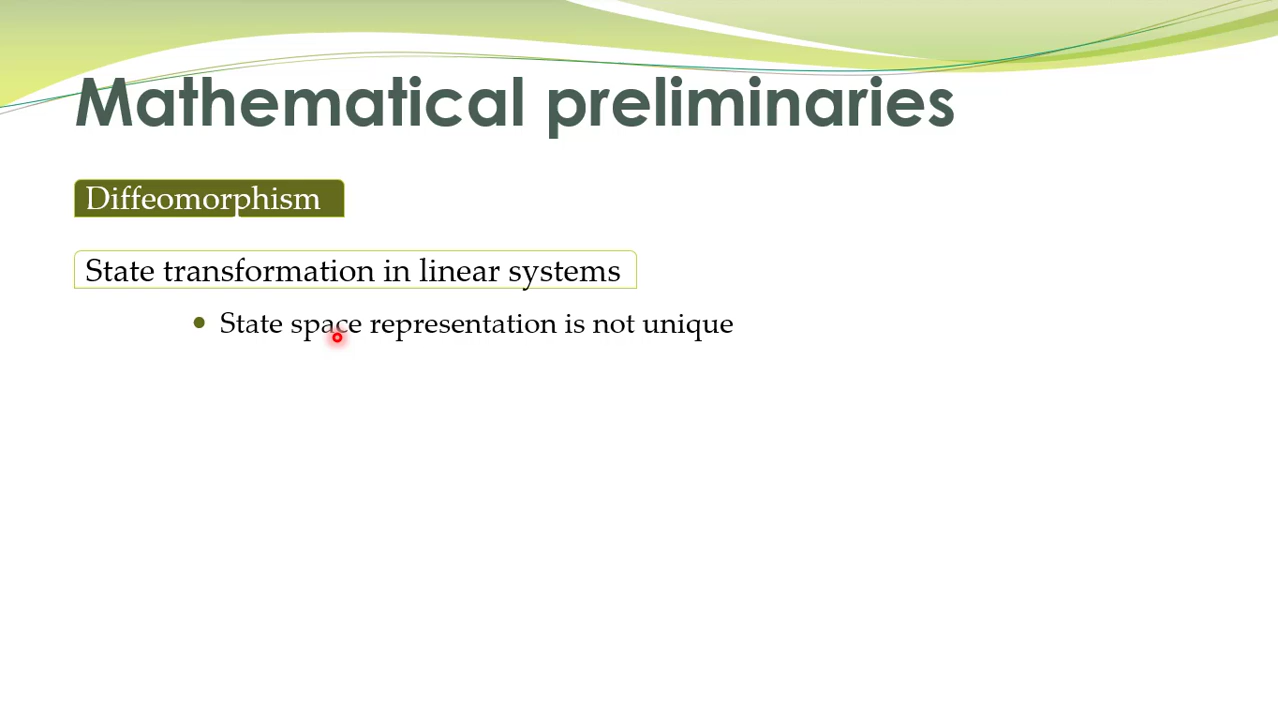 Mathematical preliminaries
Diffeomorphism
State transformation in linear systems
• State space representation is not unique